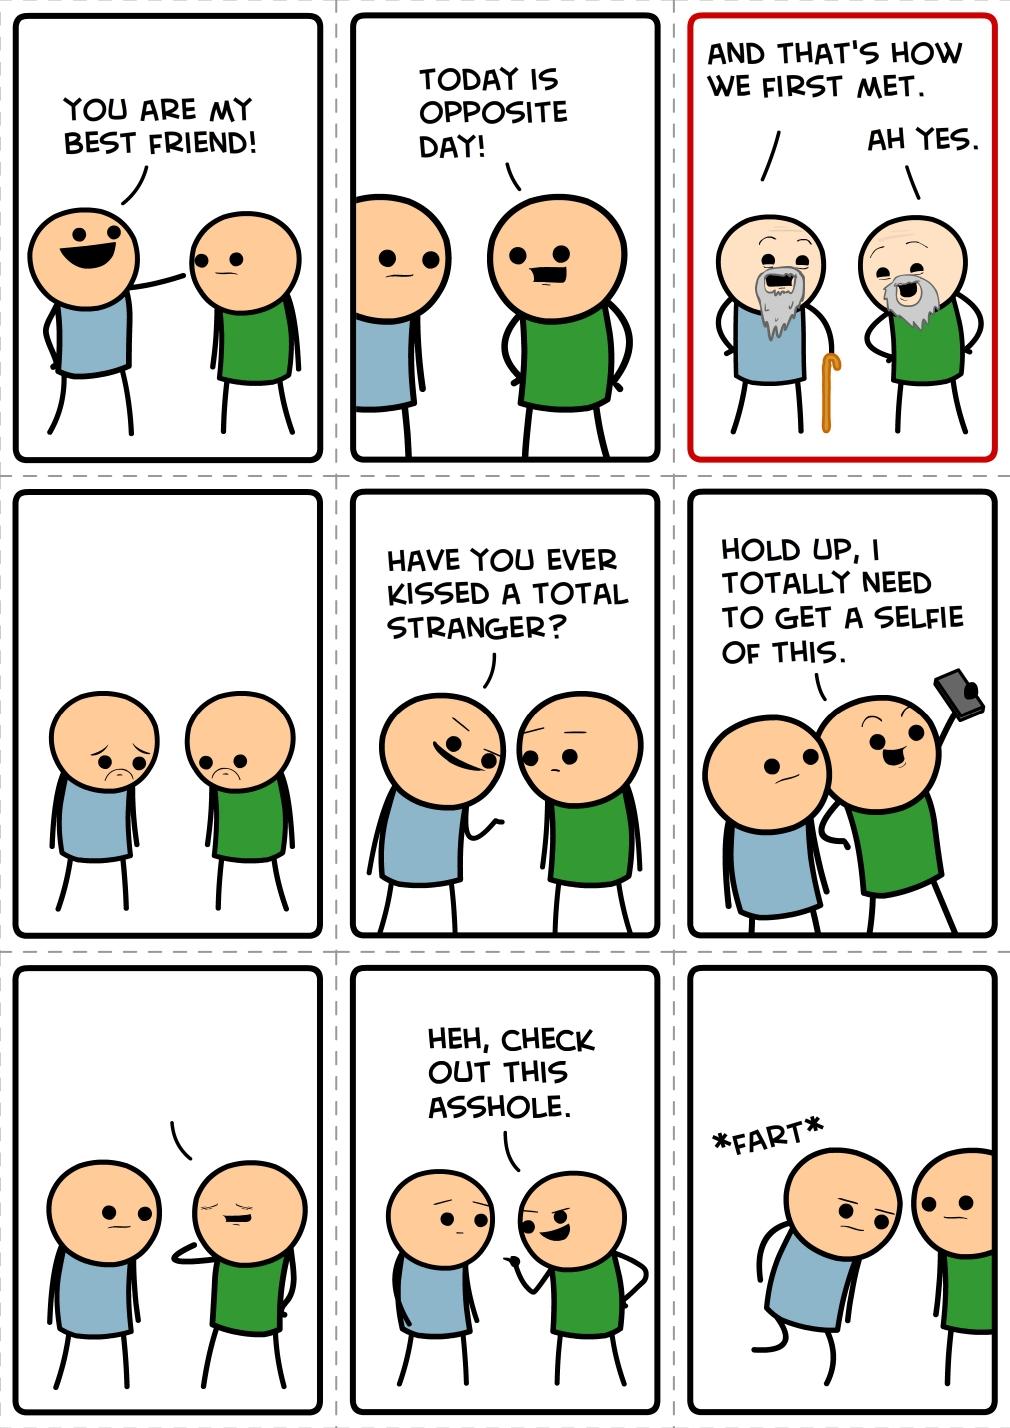 YOU ARE MY
BEST FRIEND!
TODAY IS
OPPOSITE
DAY!
AND THAT'S HOW
WE FIRST MET.
AH YES.
HAVE YOU EVER
KISSED A TOTAL
STRANGER?
HOLD UP, I
TOTALLY NEED
TO GET A SELFIE
OF THIS.
HEH, CHECK
OUT THIS
ASSHOLE.
*FART*